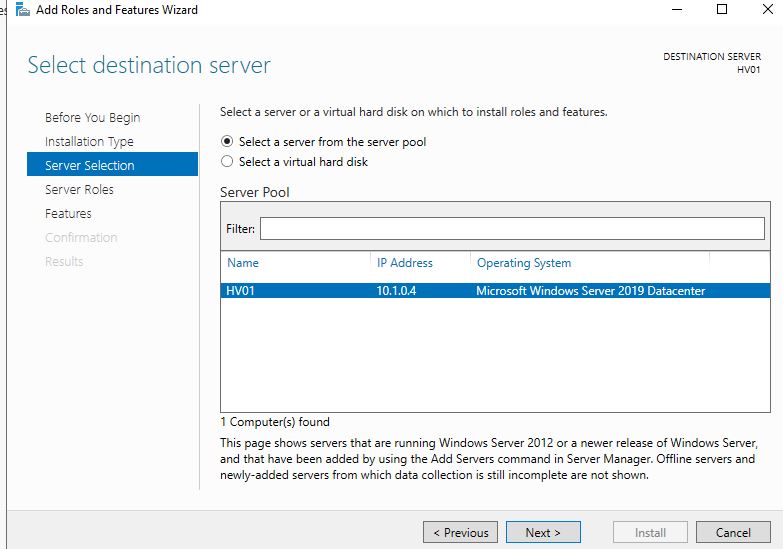 es
Add Roles and Features Wizard
Select destination server
DESTINATION SERVER
HV01
Before You Begin
Installation Type
Server Selection
Server Roles
Features
Confirmation
Results
Select a server or a virtual hard disk on which to install roles and features.
Select a server from the server pool
Select a virtual hard disk
Server Pool
Filter:
Name IP Address Operating System
HV01 10.1.0.4 Microsoft Windows Server 2019 Datacenter
1 Computer(s) found
This page shows servers that are running Windows Server 2012 or a newer release of Windows Server,
and that have been added by using the Add Servers command in Server Manager. Offline servers and
newly-added servers from which data collection is still incomplete are not shown.
< Previous Next > Install Cancel